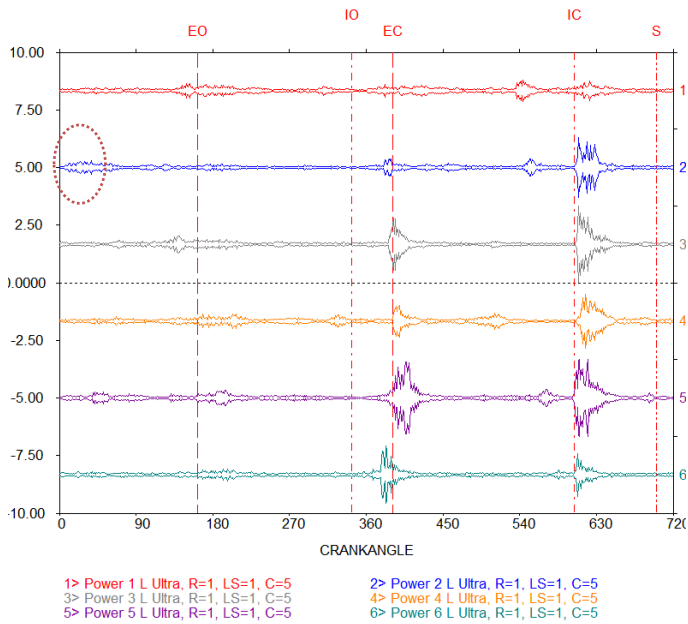 IO
EO EC IC S
10.00
1
7.50
5.00 2
2.50
3
0.0000
-2.50 4
-5.00 5
-7.50
6
-10.00
0 90 180 270 360 450 540 630 720
CRANKANGLE
1> Power 1 L Ultra, R=1, LS=1, C=5 2> Power 2 L Ultra, R=1, LS=1, C=5
3> Power 3 L Ultra, R=1, LS=1, C=5 4> Power 4 L Ultra, R=1, LS=1, C=5
5> Power 5 L Ultra, R=1, LS=1, C=5 6> Power 6 L Ultra, R=1, LS=1, C=5